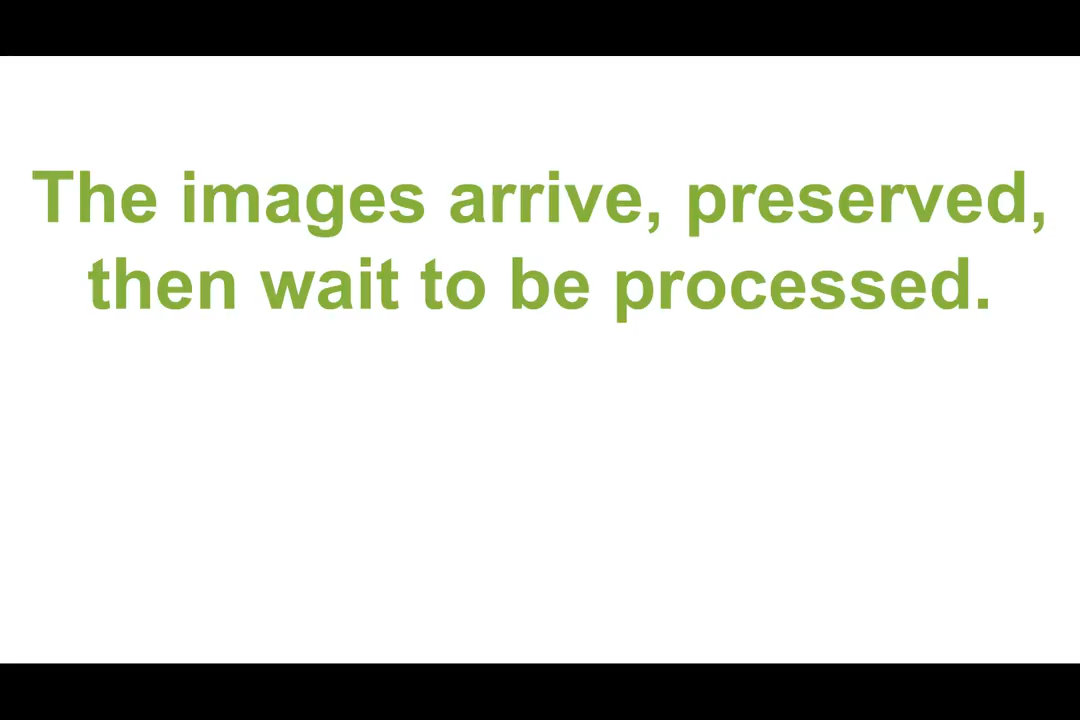 The images arrive, preserved,
then wait to be processed.